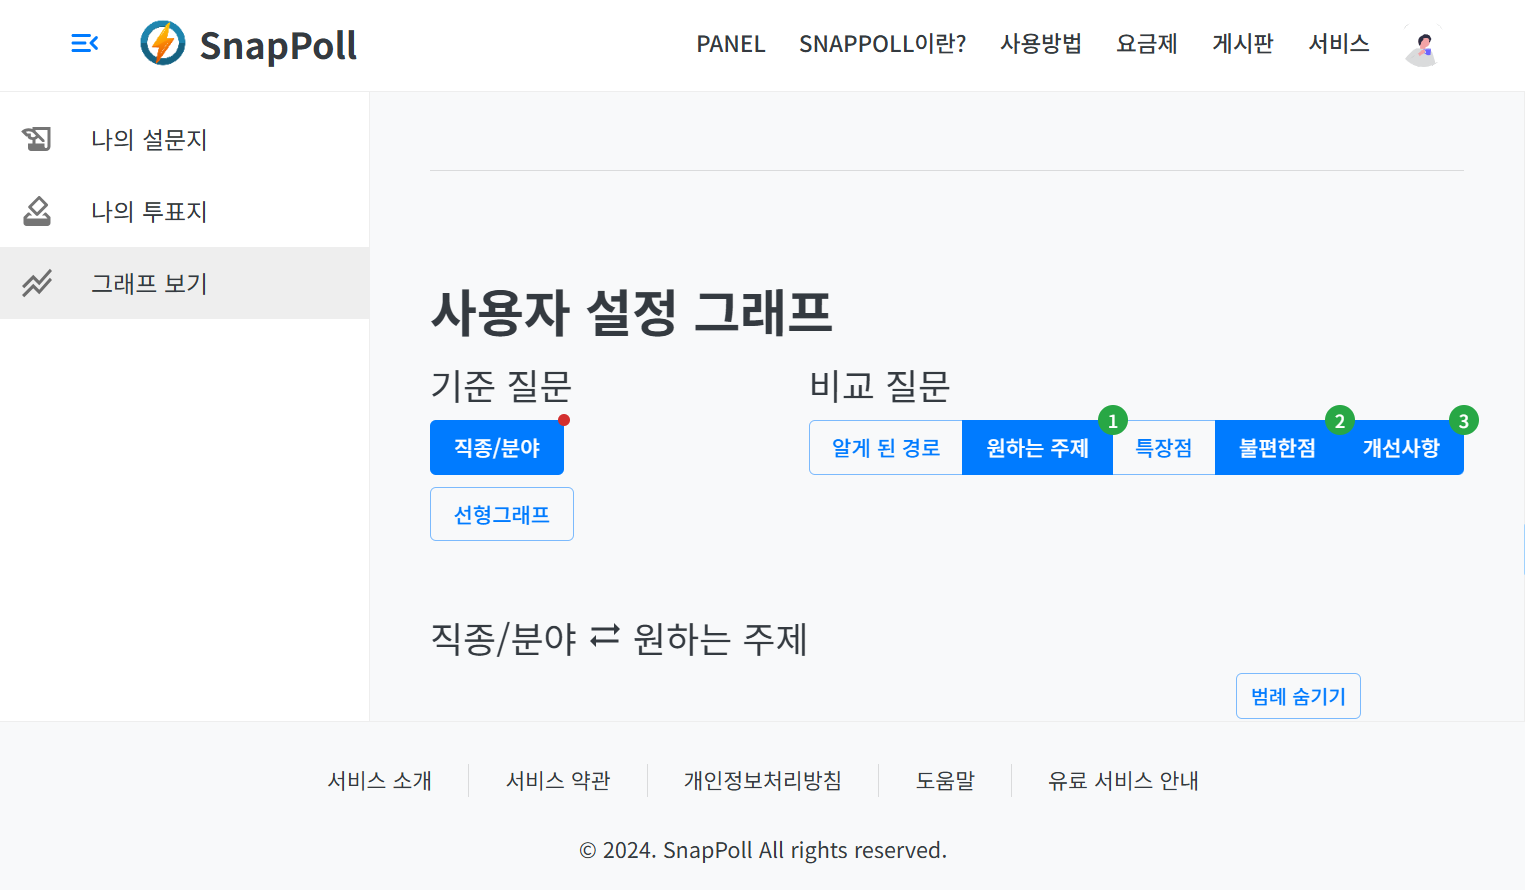 SnapPoll
PANEL SNAPPOLL이란? 사용방법 요금제 게시판 서비스
나의 설문지
나의 투표지
그래프 보기
사용자 설정 그래프
기준 질문
직종/분야
선형그래프
비교 질문
알게 된 경로 원하는 주제 1 특장점 불편한점 2 개선사항 3
직종/분야 ⇄ 원하는 주제
범례 숨기기
서비스 소개 서비스 약관 개인정보처리방침 도움말 유료 서비스 안내
© 2024. SnapPoll All rights reserved.